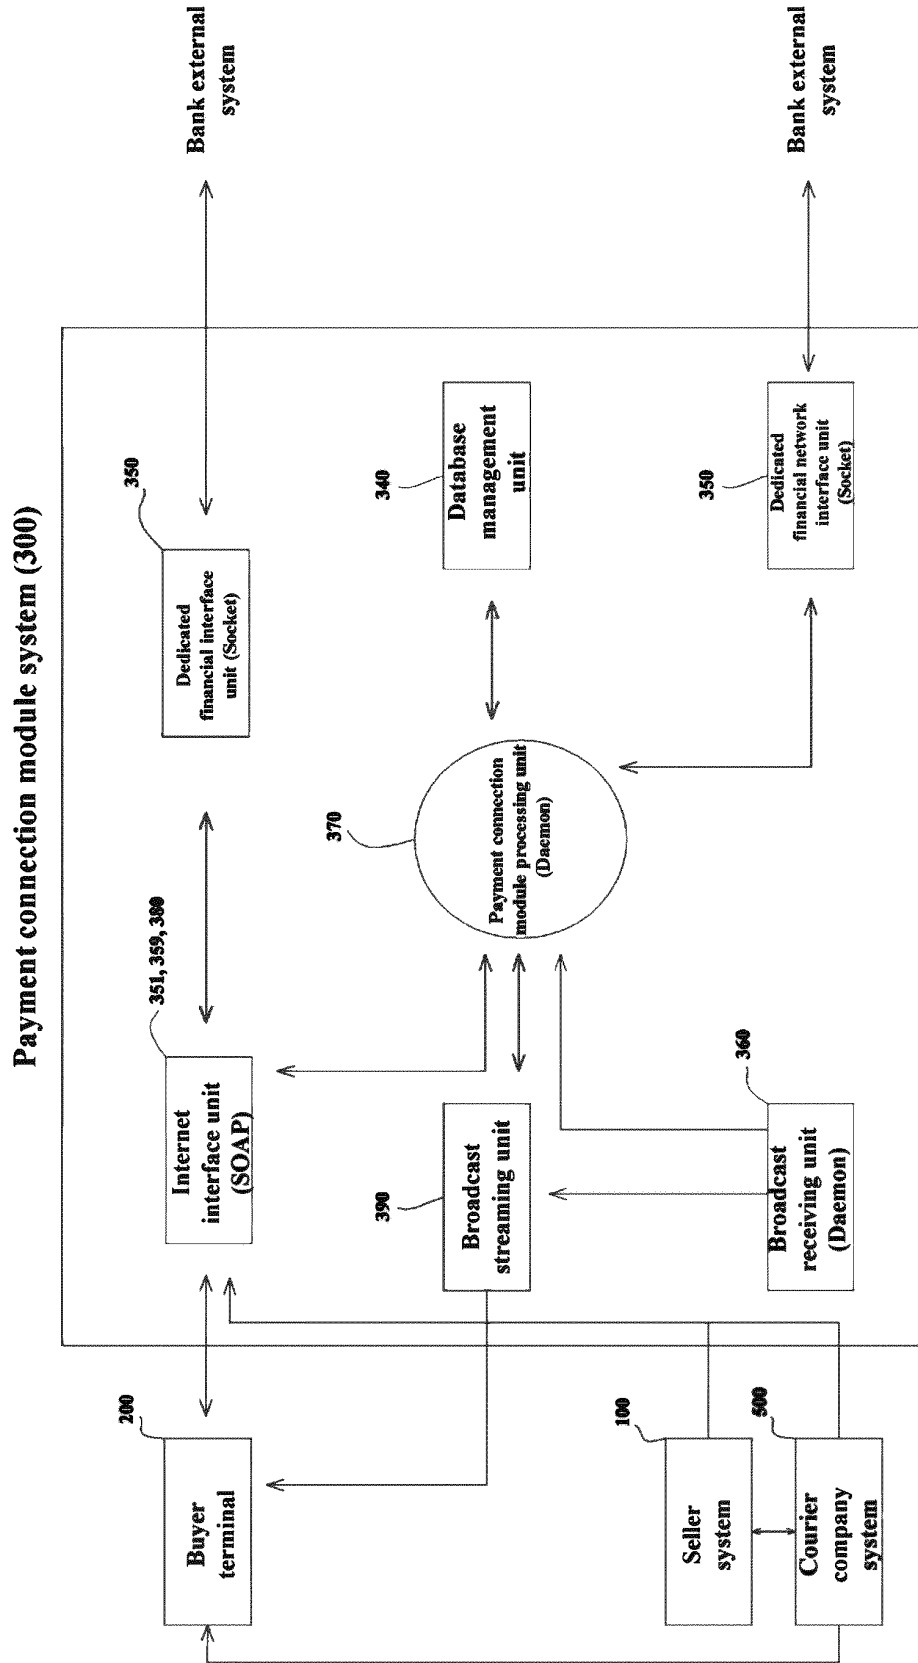 Payment connection module system (300)
200
Buyer
terminal
351, 359, 380
Internet
interface unit
(SOAP)
350
Dedicated
financial interface
unit (Socket)
Bank external
system
390
Broadcast
streaming unit
370
Payment connection
module processing unit
(Daemon)
340
Database
management
unit
100
Seller
system
500
Courier
company
system
360
Broadcast
receiving unit
(Daemon)
350
Dedicated
financial network
interface unit
(Socket)
Bank external
system